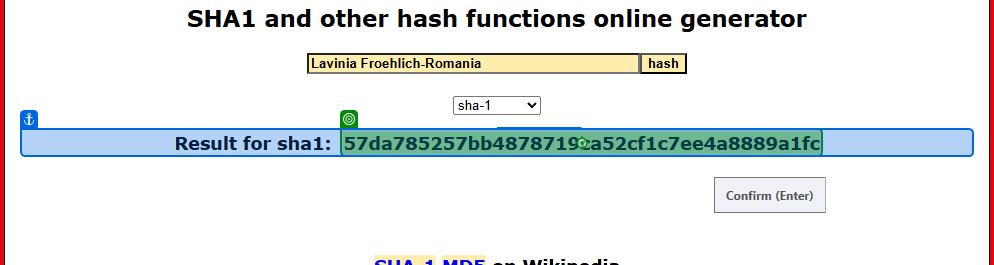 SHA1 and other hash functions online generator
Lavinia Froehlich-Romania hash
sha-1
Result for sha1:
Confirm (Enter)
SHA-1 MD5 on Wikipedia